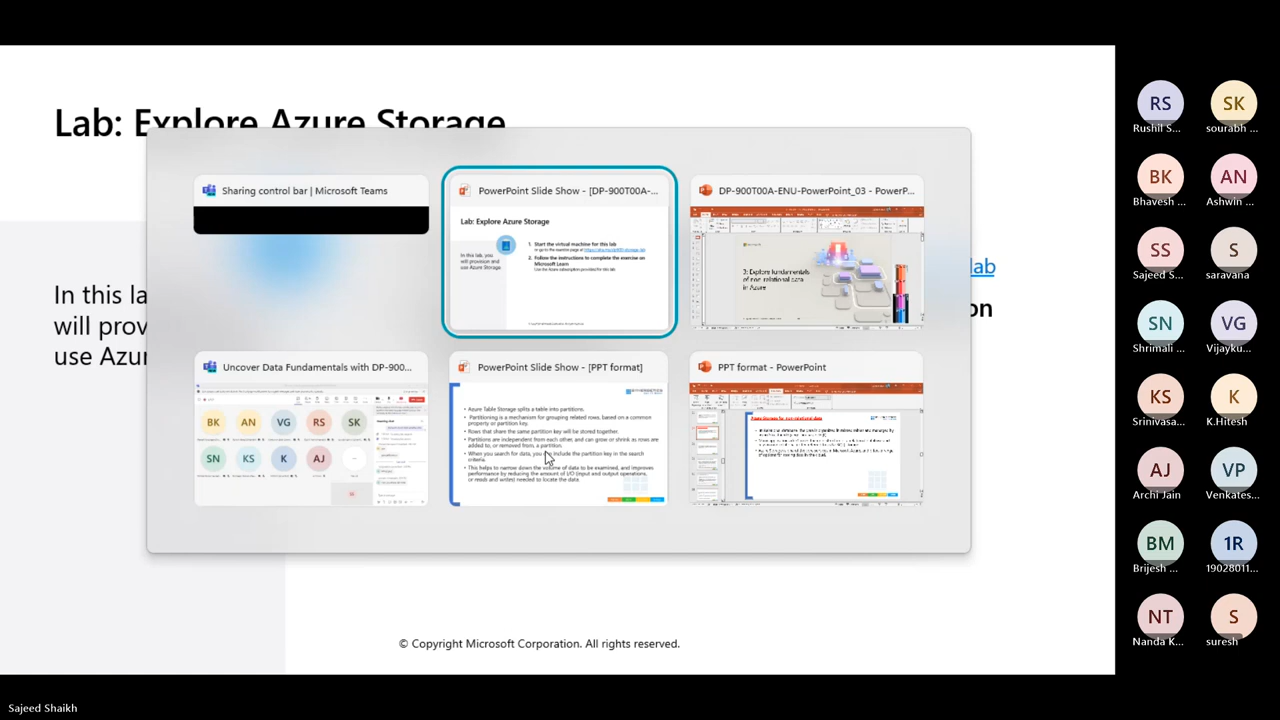 Lab: Explore Azure Storage
In this la
will prov
use Azur
lab
on
© Copyright Microsoft Corporation. All rights reserved.
Sharing control bar | Microsoft Teams
PowerPoint Slide Show - [DP-900T00A-...
Lab: Explore Azure Storage
In this lab, you
will provision and
use Azure Storage.
1. Start the virtual machine for this lab
2. Follow the instructions to complete the exercise on
Microsoft Learn
Use the Azure subscription provided for this lab
DP-900T00A-ENU-PowerPoint_03 - PowerP...
3: Explore fundamentals
of non-relational data
in Azure
Uncover Data Fundamentals with DP-900...
BK AN VG RS SK
SN KS K AJ
PowerPoint Slide Show - [PPT format]
• Azure Table Storage splits a table into partitions.
• Partitioning is a mechanism for grouping related rows, based on a common
property or partition key.
• Rows that share the same partition key will be stored together.
• Partitions are independent from each other, and can grow or shrink as rows are
added to, or removed from, a partition.
• When you search for data, you include the partition key in the search
criteria.
• This helps to narrow down the volume of data to be examined, and improves
performance by reducing the amount of I/O (input and output operations,
or reads and writes) needed to locate the data.
PPT format - PowerPoint
RS SK
Rushil S... sourabh ...
BK AN
Bhavesh ... Ashwin ...
SS S
Sajeed S... saravana
SN VG
Shrimali ... Vijayku...
KS K
Srinivasa... K.Hitesh
AJ VP
Archi Jain Venkates...
BM 1R
Brijesh ... 19028011...
NT S
Nanda K... suresh
Sajeed Shaikh